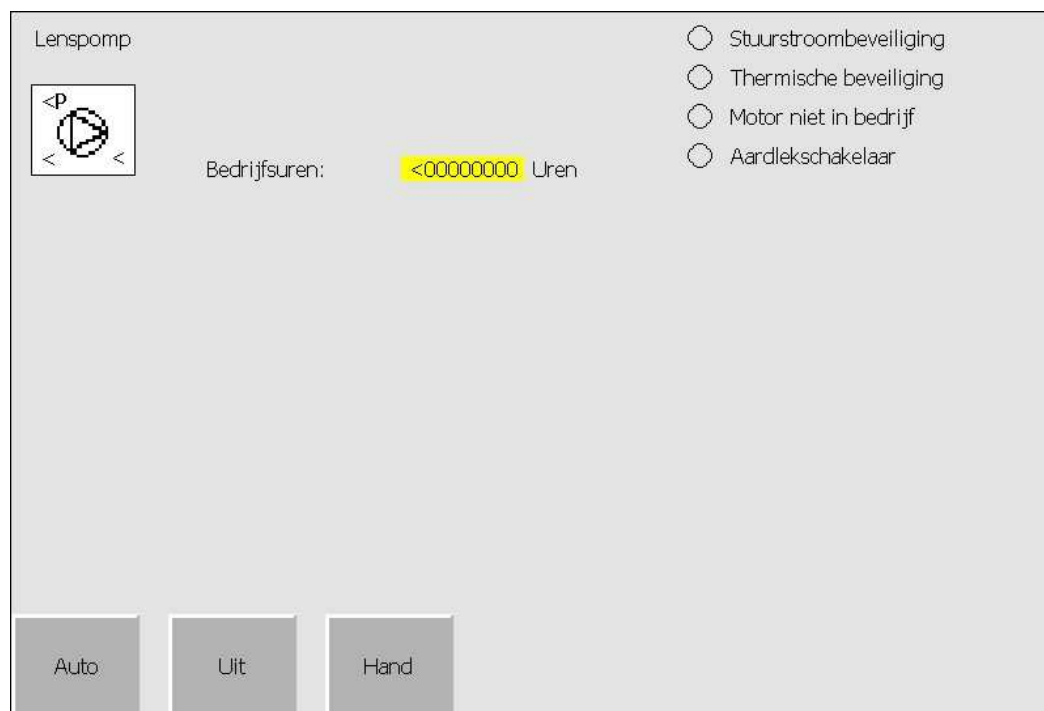 Lenspomp
<P
< <
Bedrijfsuren: <00000000 Uren
Stuurstroombeveiliging
Thermische beveiliging
Motor niet in bedrijf
Aardlekschakelaar
Auto Uit Hand